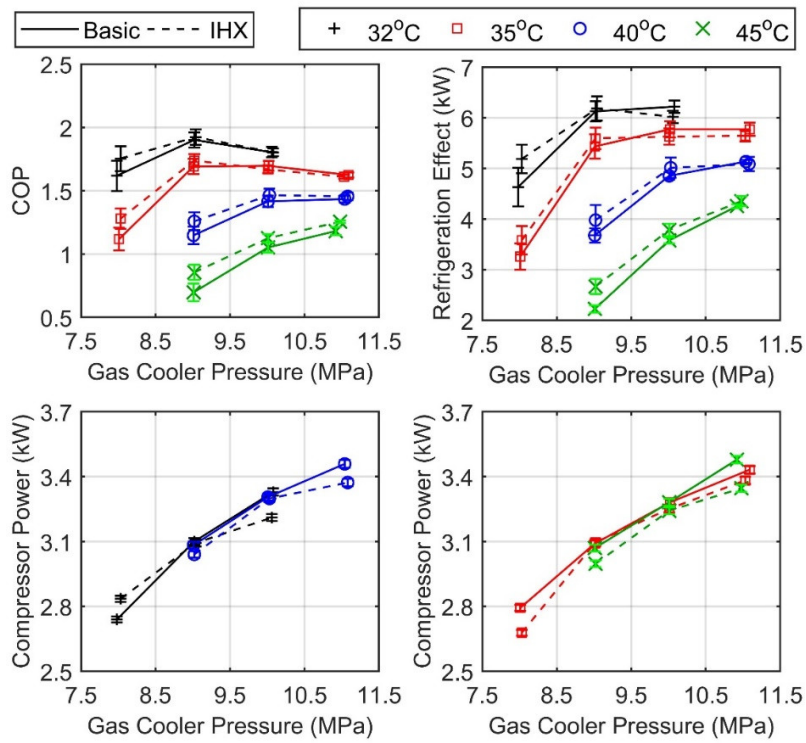 Basic IHX 32°C 35°C 40°C 45°C
COP
2.5
2
1.5
1
0.5
7.5 8.5 9.5 10.5 11.5
Gas Cooler Pressure (MPa)
Refrigeration Effect (kW)
7
6
5
4
3
2
7.5 8.5 9.5 10.5 11.5
Gas Cooler Pressure (MPa)
Compressor Power (kW)
3.7
3.4
3.1
2.8
2.5
7.5 8.5 9.5 10.5 11.5
Gas Cooler Pressure (MPa)
Compressor Power (kW)
3.7
3.4
3.1
2.8
2.5
7.5 8.5 9.5 10.5 11.5
Gas Cooler Pressure (MPa)